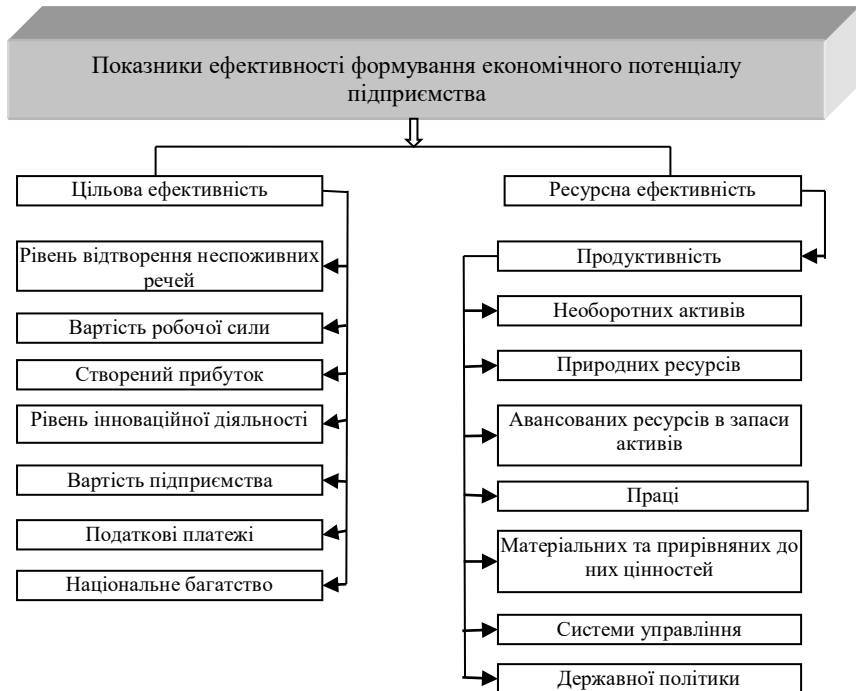 Показники ефективності формування економічного потенціалу
підприємства
Цільова ефективність
Рівень відтворення неспоживних
речей
Вартість робочої сили
Створений прибуток
Рівень інноваційної діяльності
Вартість підприємства
Податкові платежі
Національне багатство
Ресурсна ефективність
Продуктивність
Необоротних активів
Природних ресурсів
Авансованих ресурсів в запаси
активів
Праці
Матеріальних та прирівняних до
них цінностей
Системи управління
Державної політики